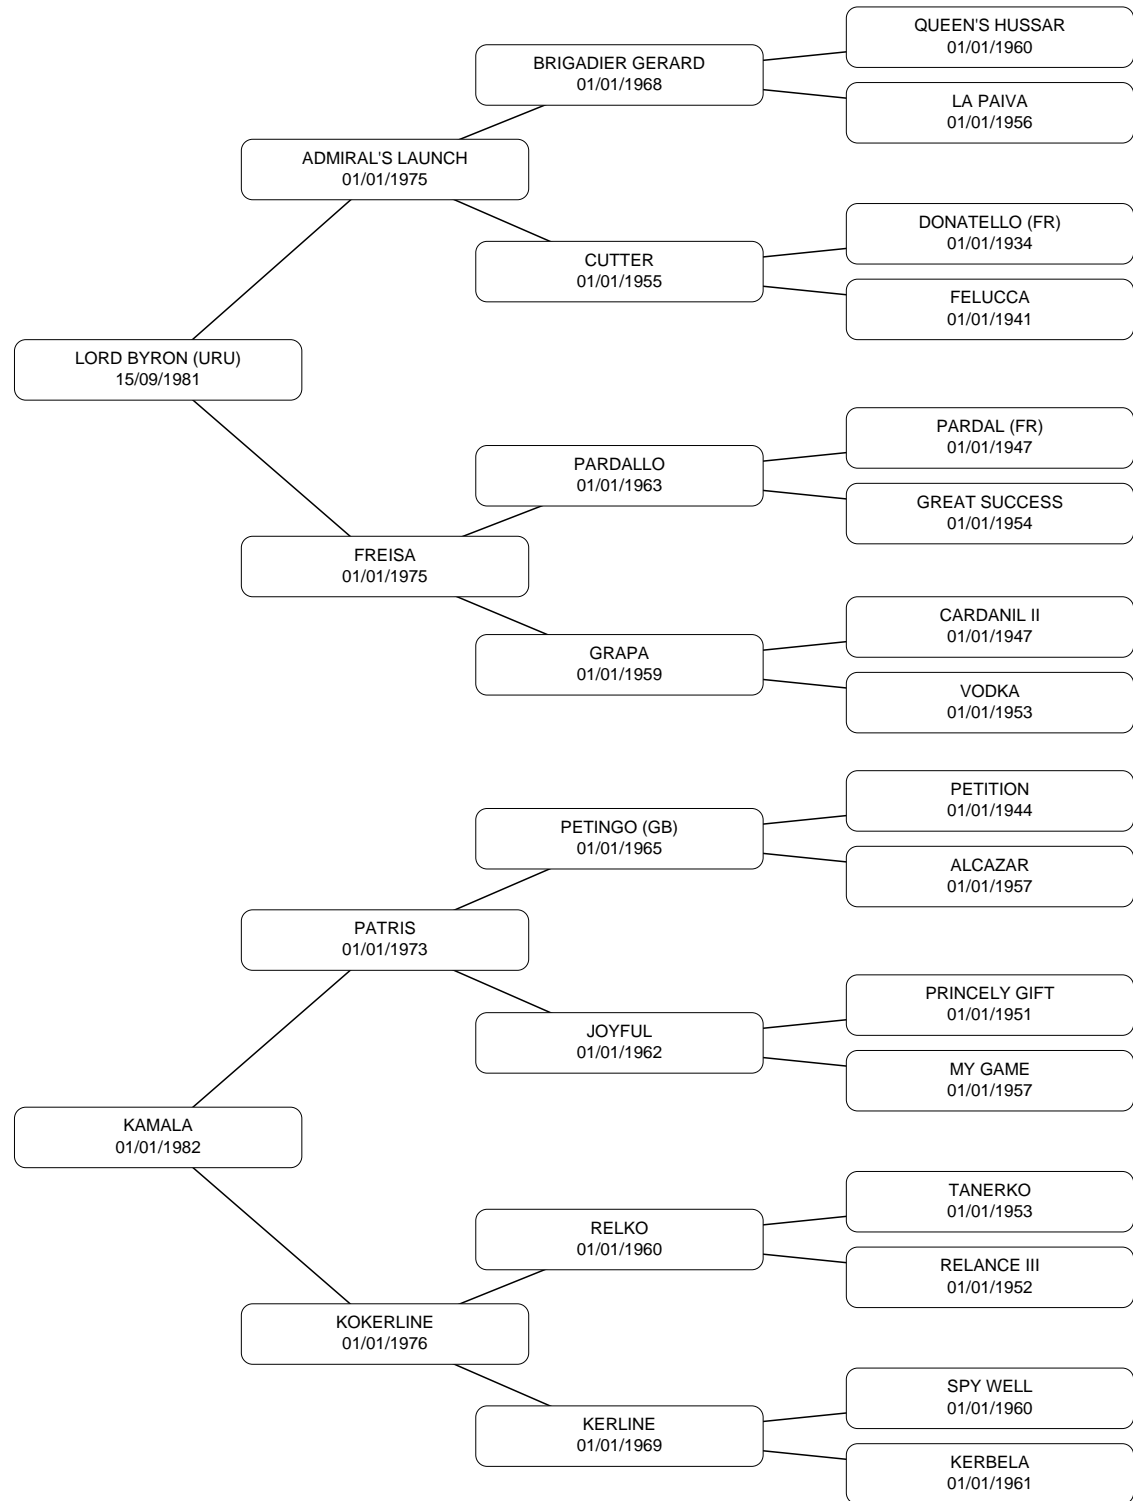 QUEEN'S HUSSAR
01/01/1960
BRIGADIER GERARD
01/01/1968
LA PAIVA
01/01/1956
ADMIRAL'S LAUNCH
01/01/1975
DONATELLO (FR)
01/01/1934
CUTTER
01/01/1955
FELUCCA
01/01/1941
LORD BYRON (URU)
15/09/1981
PARDAL (FR)
01/01/1947
PARDALLO
01/01/1963
GREAT SUCCESS
01/01/1954
FREISA
01/01/1975
CARDANIL II
01/01/1947
GRAPA
01/01/1959
VODKA
01/01/1953
PETITION
01/01/1944
PETINGO (GB)
01/01/1965
ALCAZAR
01/01/1957
PATRIS
01/01/1973
PRINCELY GIFT
01/01/1951
JOYFUL
01/01/1962
MY GAME
01/01/1957
KAMALA
01/01/1982
TANERKO
01/01/1953
RELKO
01/01/1960
RELANCE III
01/01/1952
KOKERLINE
01/01/1976
SPY WELL
01/01/1960
KERLINE
01/01/1969
KERBELA
01/01/1961